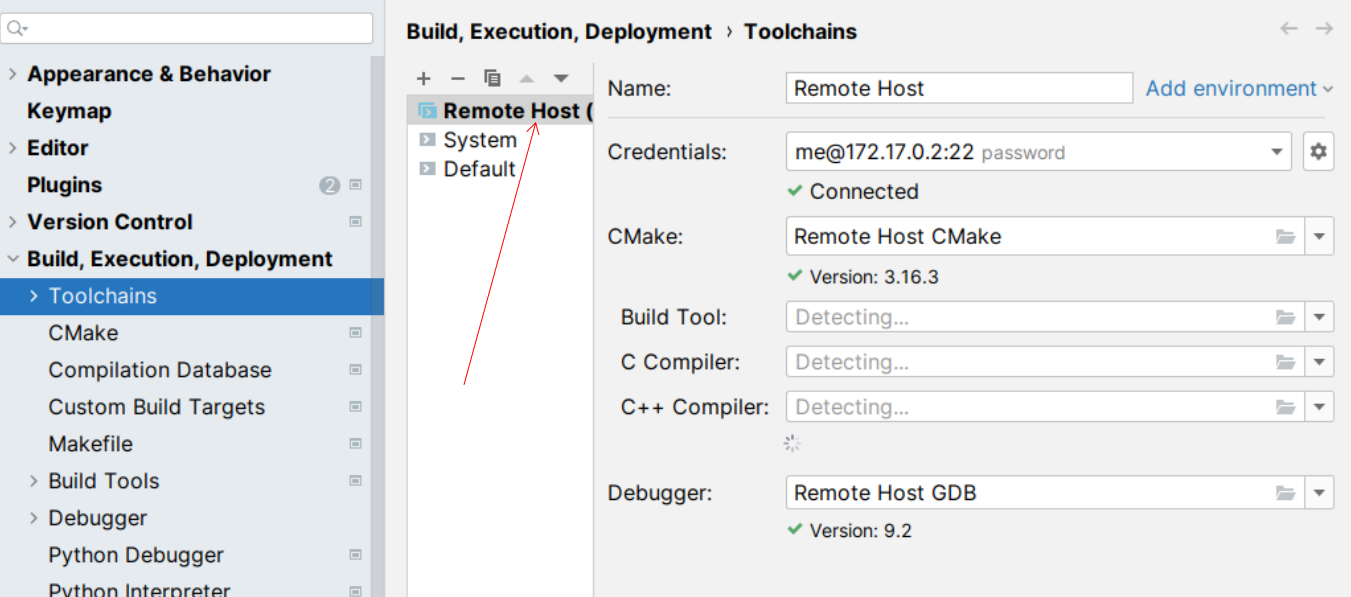 Build, Execution, Deployment › Toolchains
Appearance & Behavior
Keymap
Editor
Plugins 2
Version Control
Build, Execution, Deployment
Toolchains
CMake
Compilation Database
Custom Build Targets
Makefile
Build Tools
Debugger
Python Debugger
Python Interpreter
Remote Host (
System
Default
Name: Remote Host Add environment
Credentials: me@172.17.0.2:22 password
Connected
CMake: Remote Host CMake
Version: 3.16.3
Build Tool: Detecting...
C Compiler: Detecting...
C++ Compiler: Detecting...
Debugger: Remote Host GDB
Version: 9.2